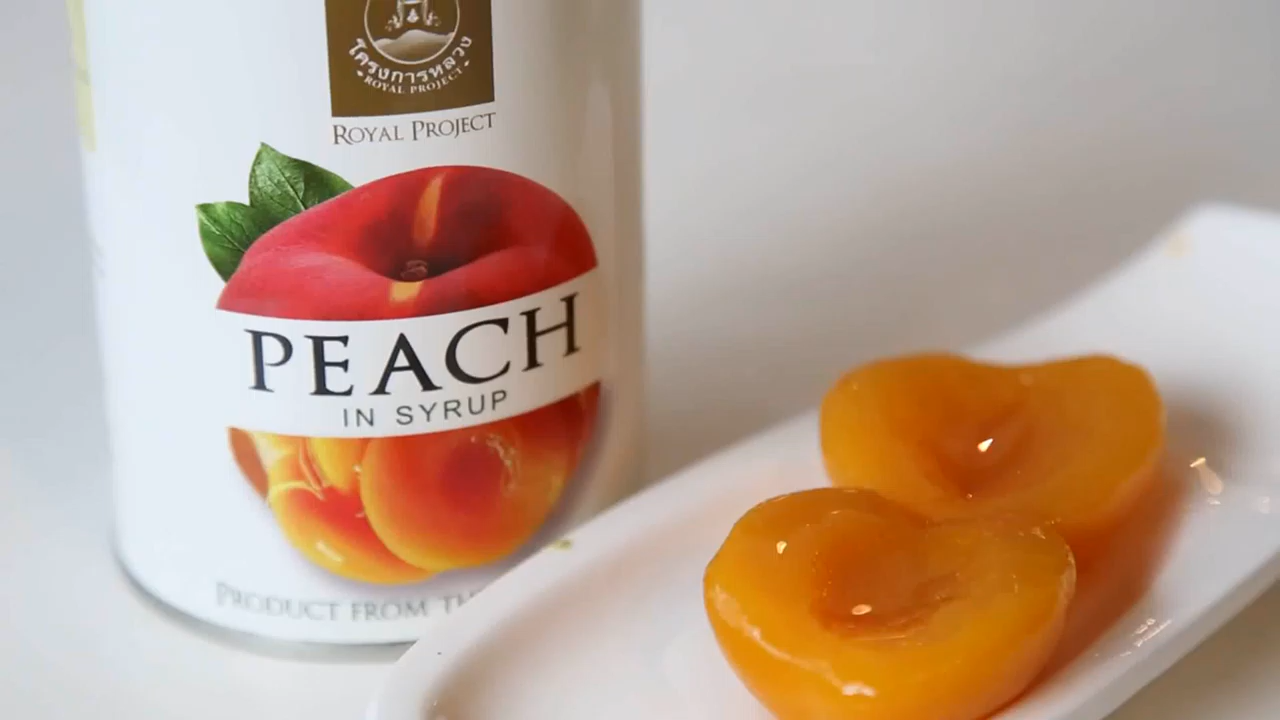 โครงการหลวง
ROYAL PROJECT
ROYAL PROJECT
PEACH
IN SYRUP
PRODUCT FROM